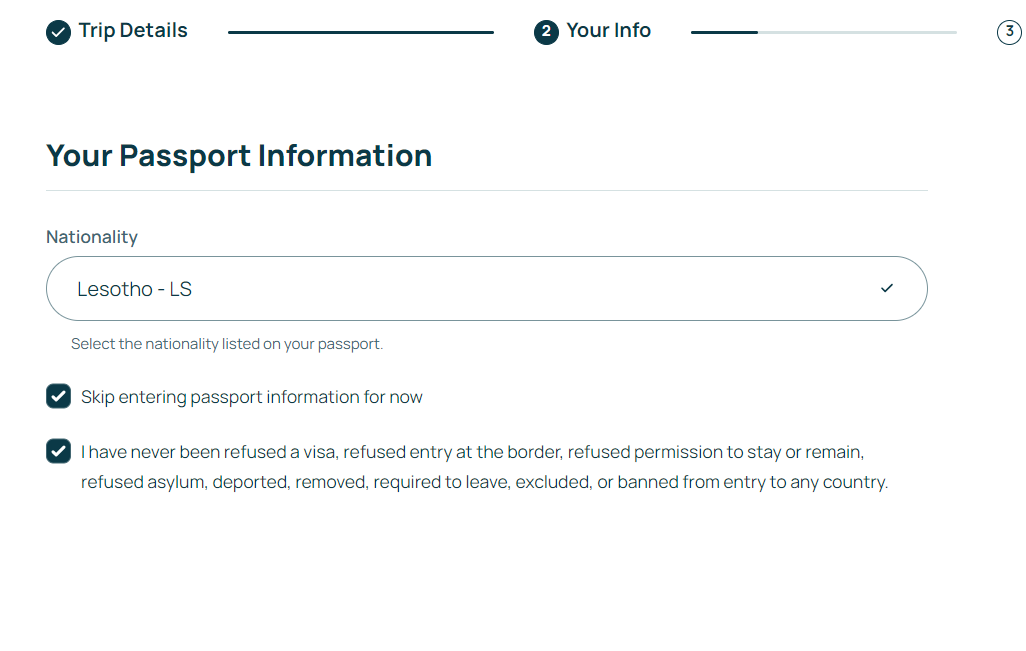 Trip Details
2 Your Info
3
Your Passport Information
Nationality
Lesotho - LS
Select the nationality listed on your passport.
Skip entering passport information for now
I have never been refused a visa, refused entry at the border, refused permission to stay or remain,
refused asylum, deported, removed, required to leave, excluded, or banned from entry to any country.